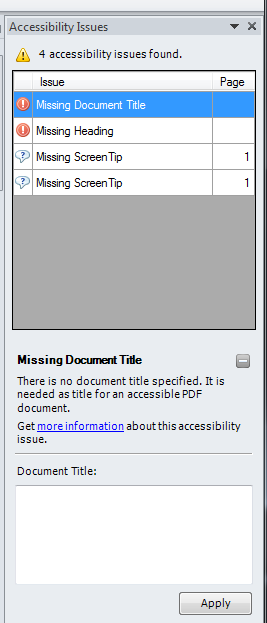 Accessibility Issues
4 accessibility issues found.
Issue Page
Missing Document Title
Missing Heading
Missing ScreenTip 1
Missing ScreenTip 1
Missing Document Title
There is no document title specified. It is
needed as title for an accessible PDF
document.
Get more information about this accessibility
issue.
Document Title:
Apply